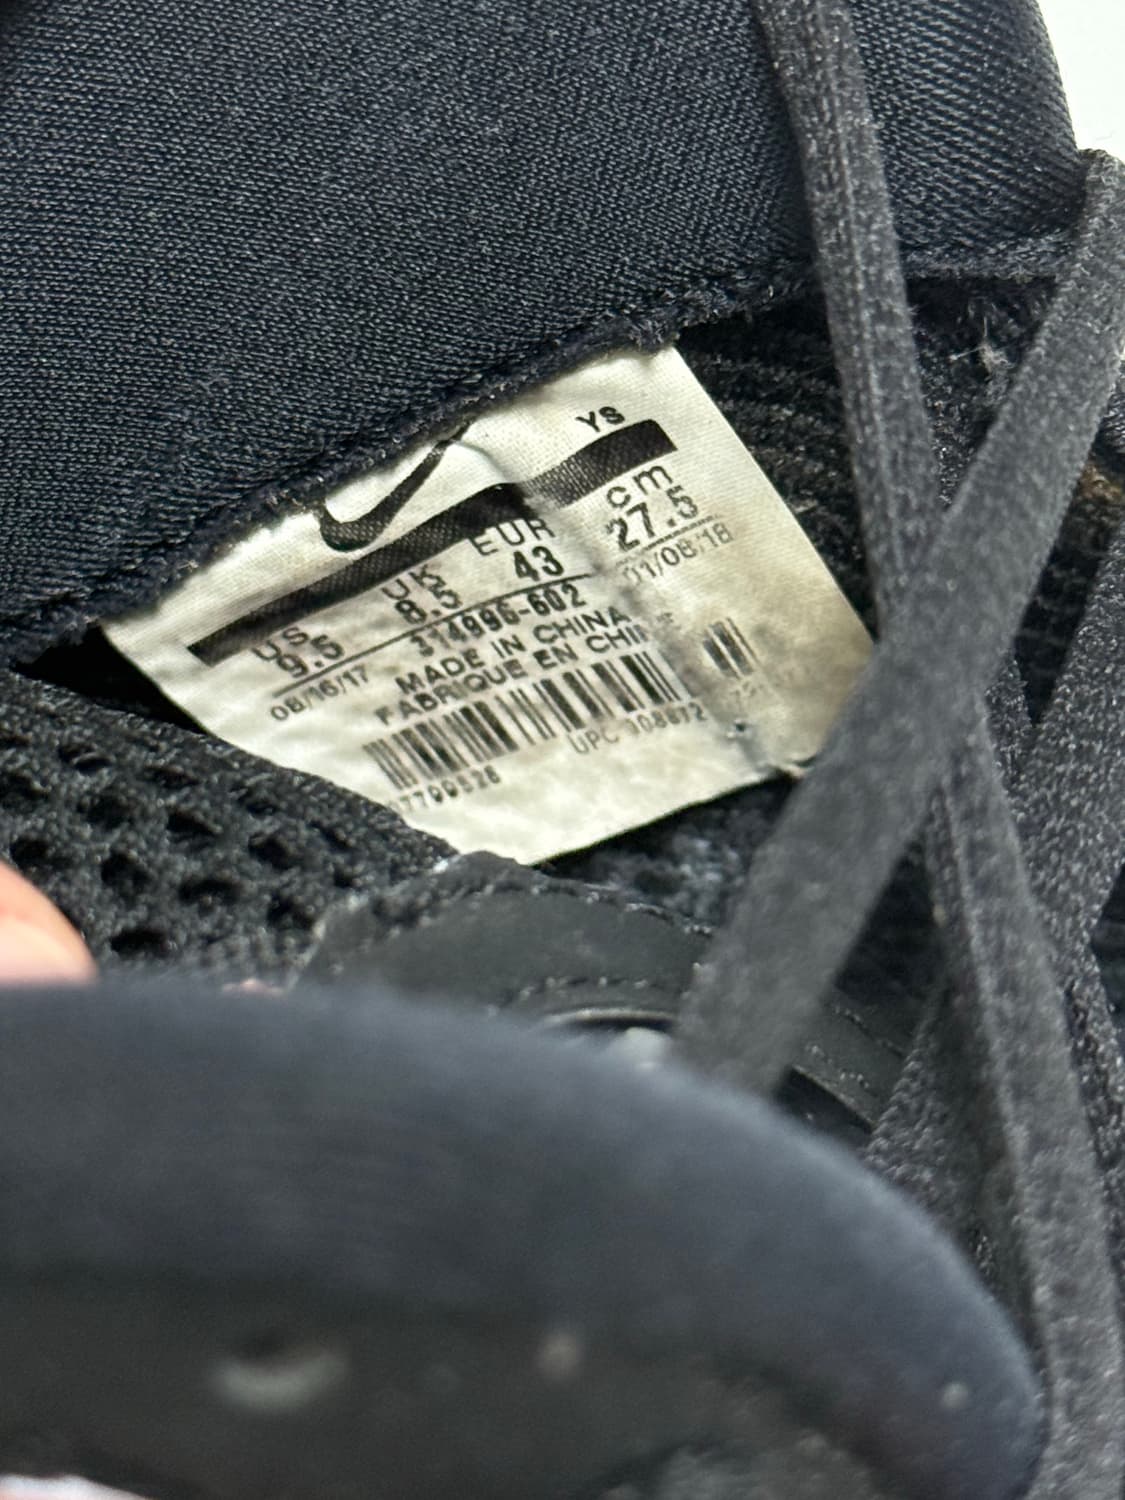 YS
US UK EUR cm
9.5 8.5 43 27.5
08/16/17 314996-602 01/08/18
MADE IN CHINA
FABRIQUE EN CHINE
UPC